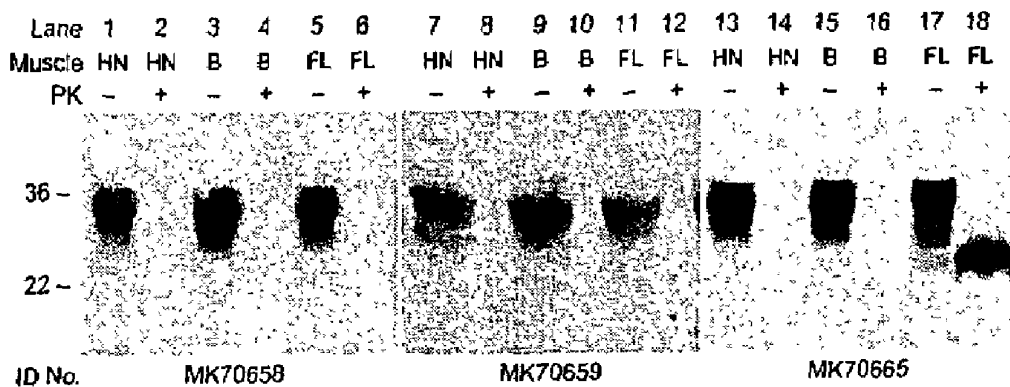 Lane 1 2 3 4 5 6 7 8 9 10 11 12 13 14 15 16 17 18
Muscle HN HN B B FL FL HN HN B B FL FL HN HN B B FL FL
PK – + – + – + – + – + – + – + – + – +
36 –
22 –
ID No. MK70658 MK70659 MK70665